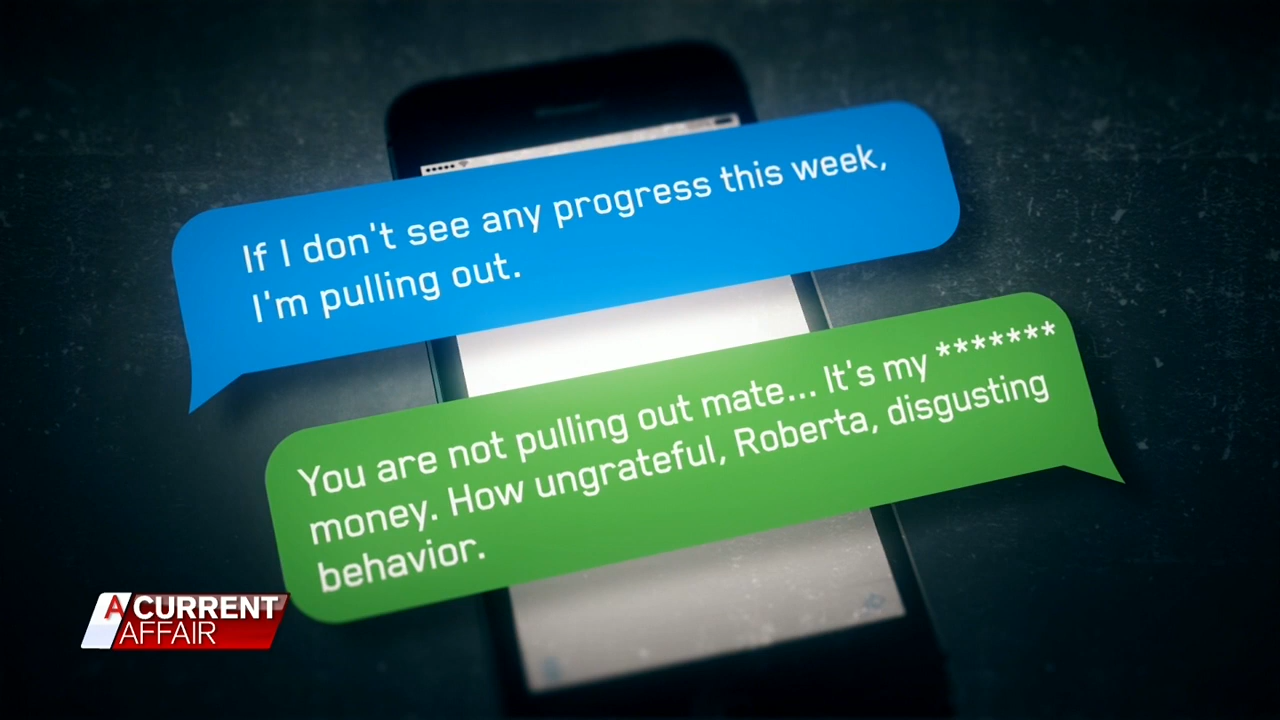 If I don't see any progress this week,
I'm pulling out.
You are not pulling out mate... It's my *******
money. How ungrateful, Roberta, disgusting
behavior.
A CURRENT
AFFAIR